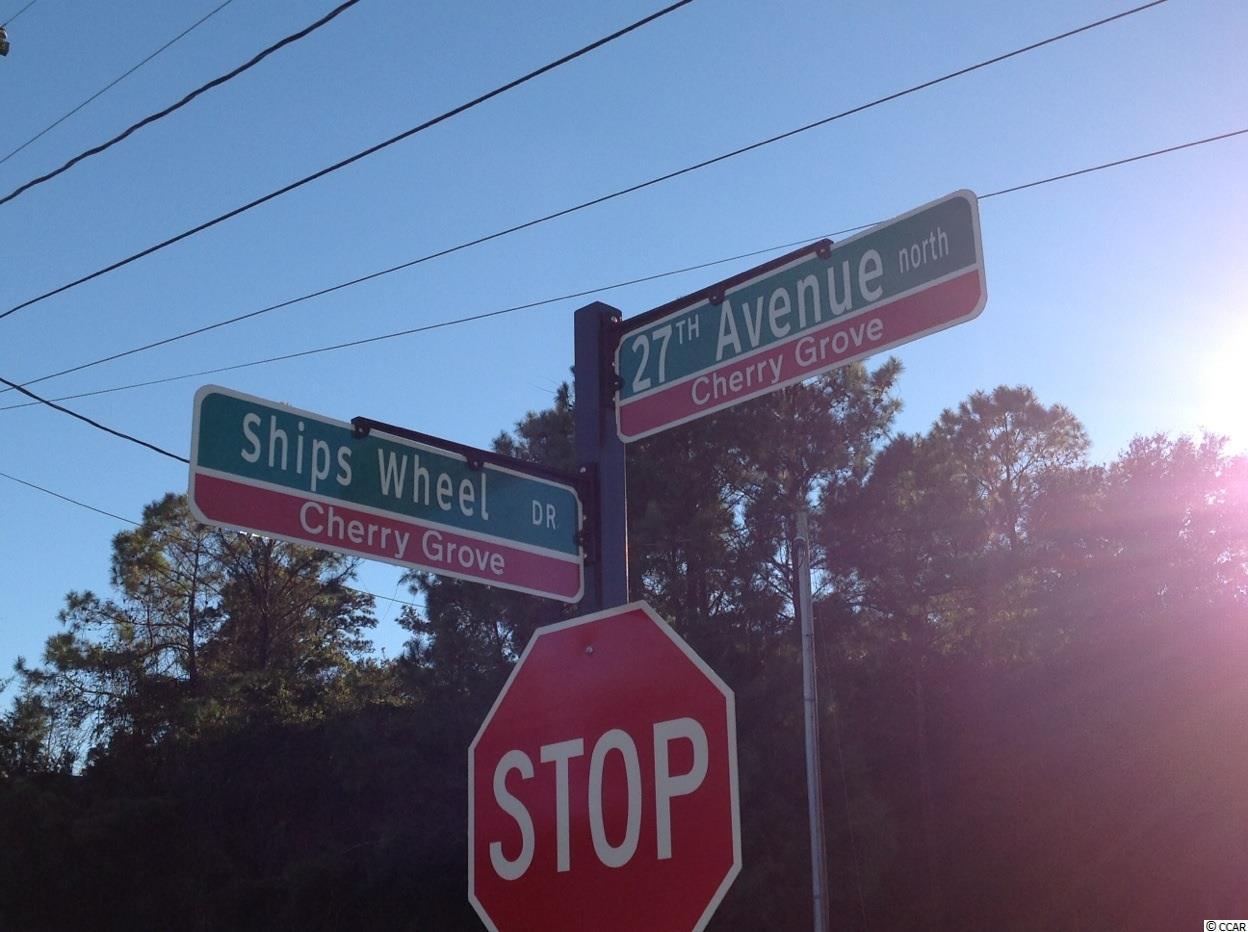 27TH Avenue north
Cherry Grove
Ships Wheel DR
Cherry Grove
STOP
© CCAR